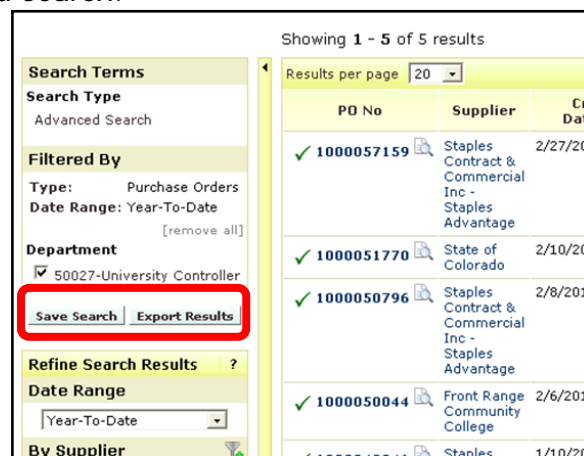 Showing 1 - 5 of 5 results
Search Terms
Search Type
Advanced Search
Filtered By
Type: Purchase Orders
Date Range: Year-To-Date
[remove all]
Department
50027-University Controller
Save Search Export Results
Refine Search Results ?
Date Range
Year-To-Date
By Supplier
Results per page 20
PO No Supplier
1000057159 Staples 2/27/20
Contract &
Commercial
Inc -
Staples
Advantage
1000051770 State of 2/10/20
Colorado
1000050796 Staples 2/8/201
Contract &
Commercial
Inc -
Staples
Advantage
1000050044 Front Range 2/6/201
Community
College
Staples 1/10/20